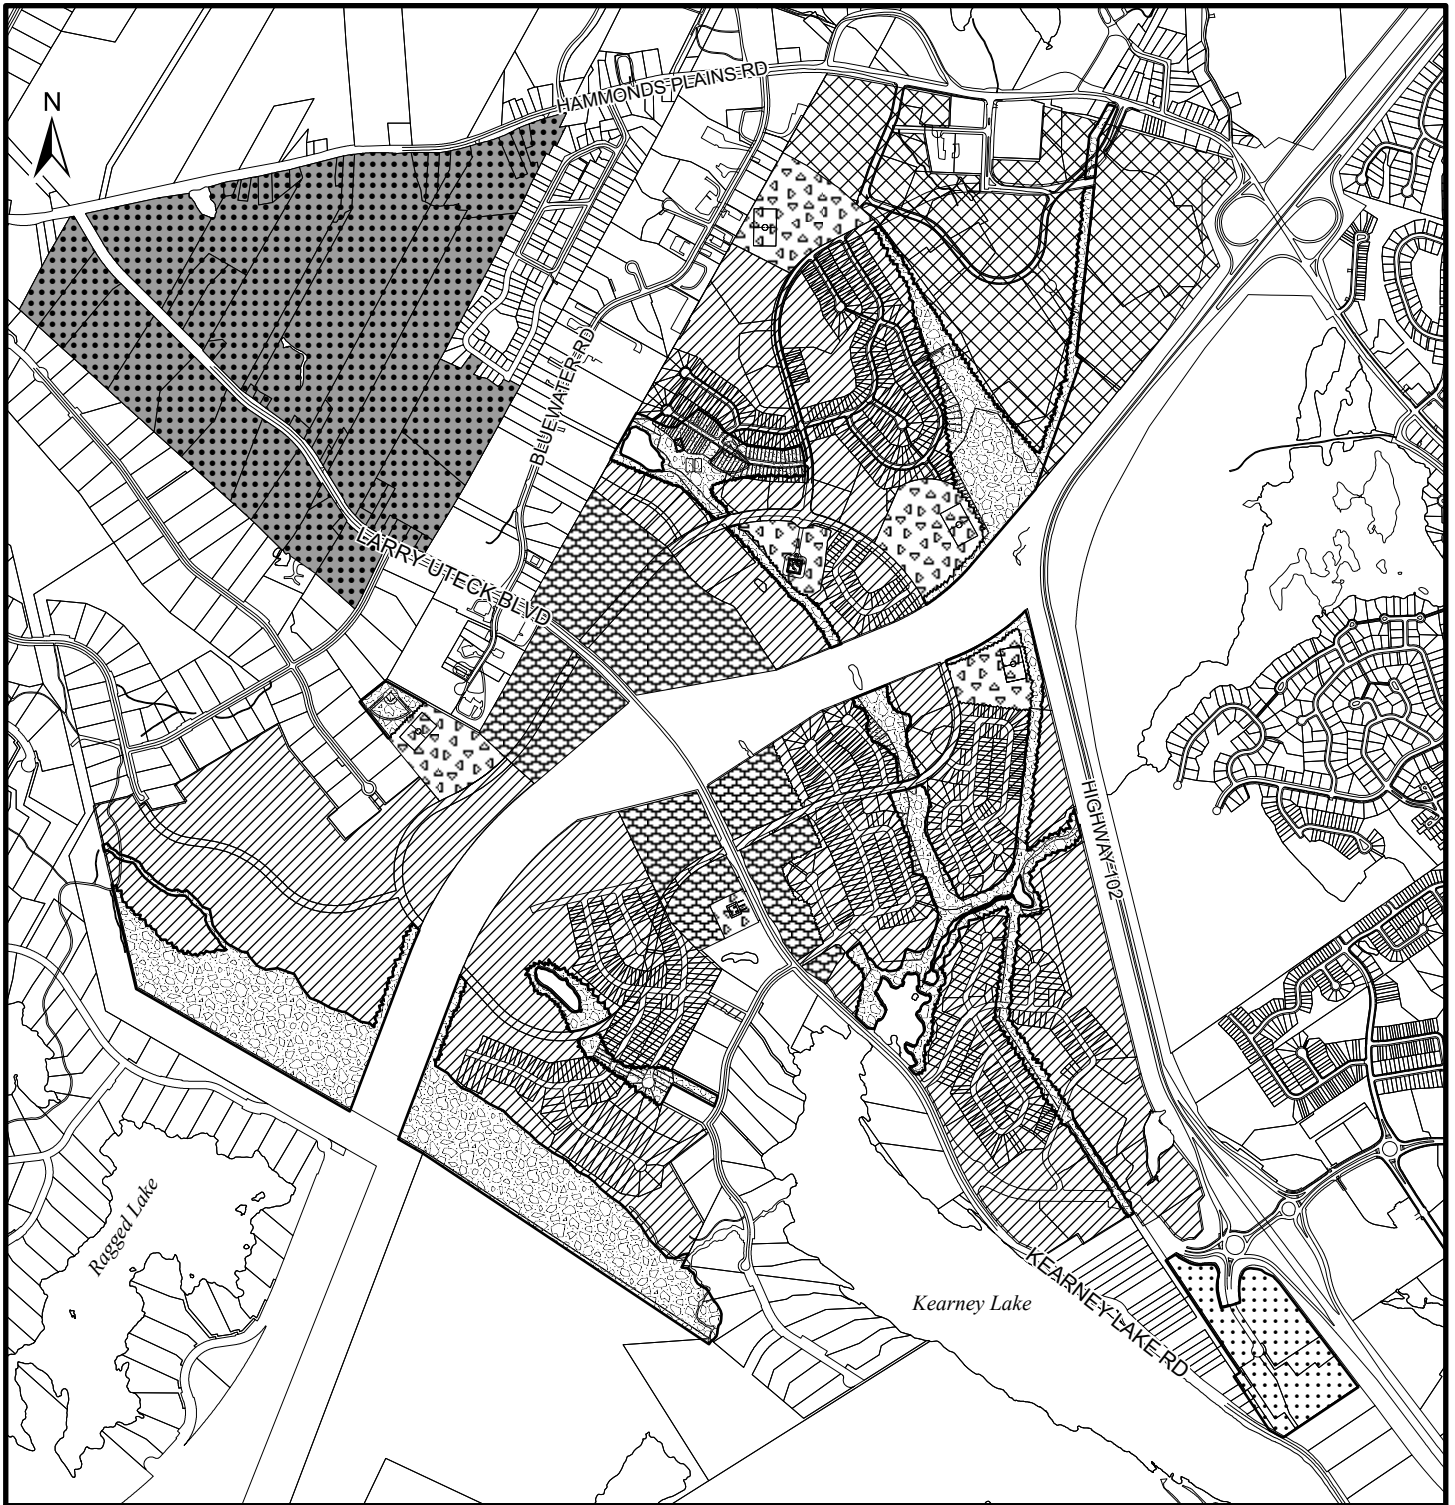 N
HAMMONDS PLAINS RD
BLUEWATER RD
LARRY UTECK BLVD
HIGHWAY 102
Ragged Lake
Kearney Lake
KEARNEY LAKE RD